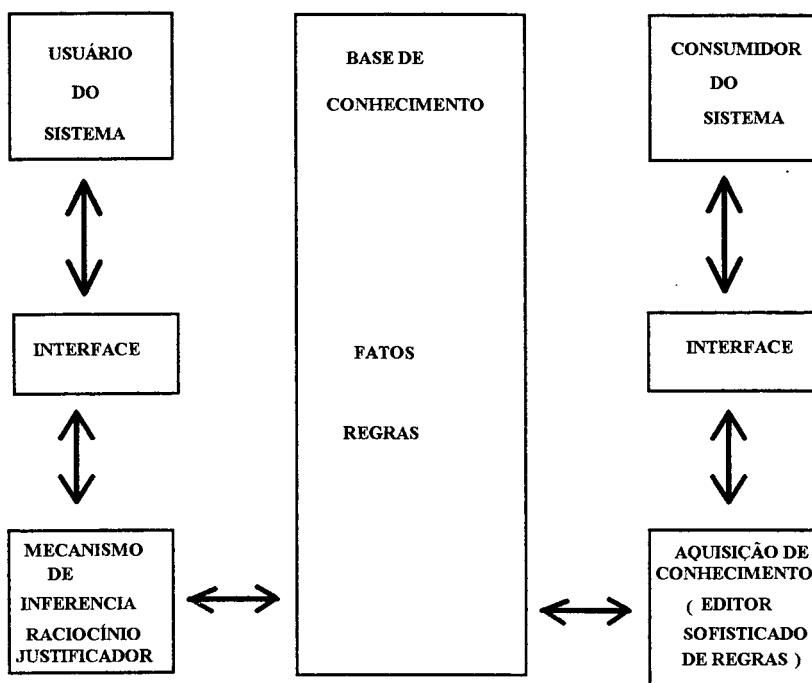 USUÁRIO
DO
SISTEMA
INTERFACE
MECANISMO
DE
INFERENCIA
RACIOCÍNIO
JUSTIFICADOR
BASE DE
CONHECIMENTO
FATOS
REGRAS
CONSUMIDOR
DO
SISTEMA
INTERFACE
AQUISIÇÃO DE
CONHECIMENTO
( EDITOR
SOFISTICADO
DE REGRAS )